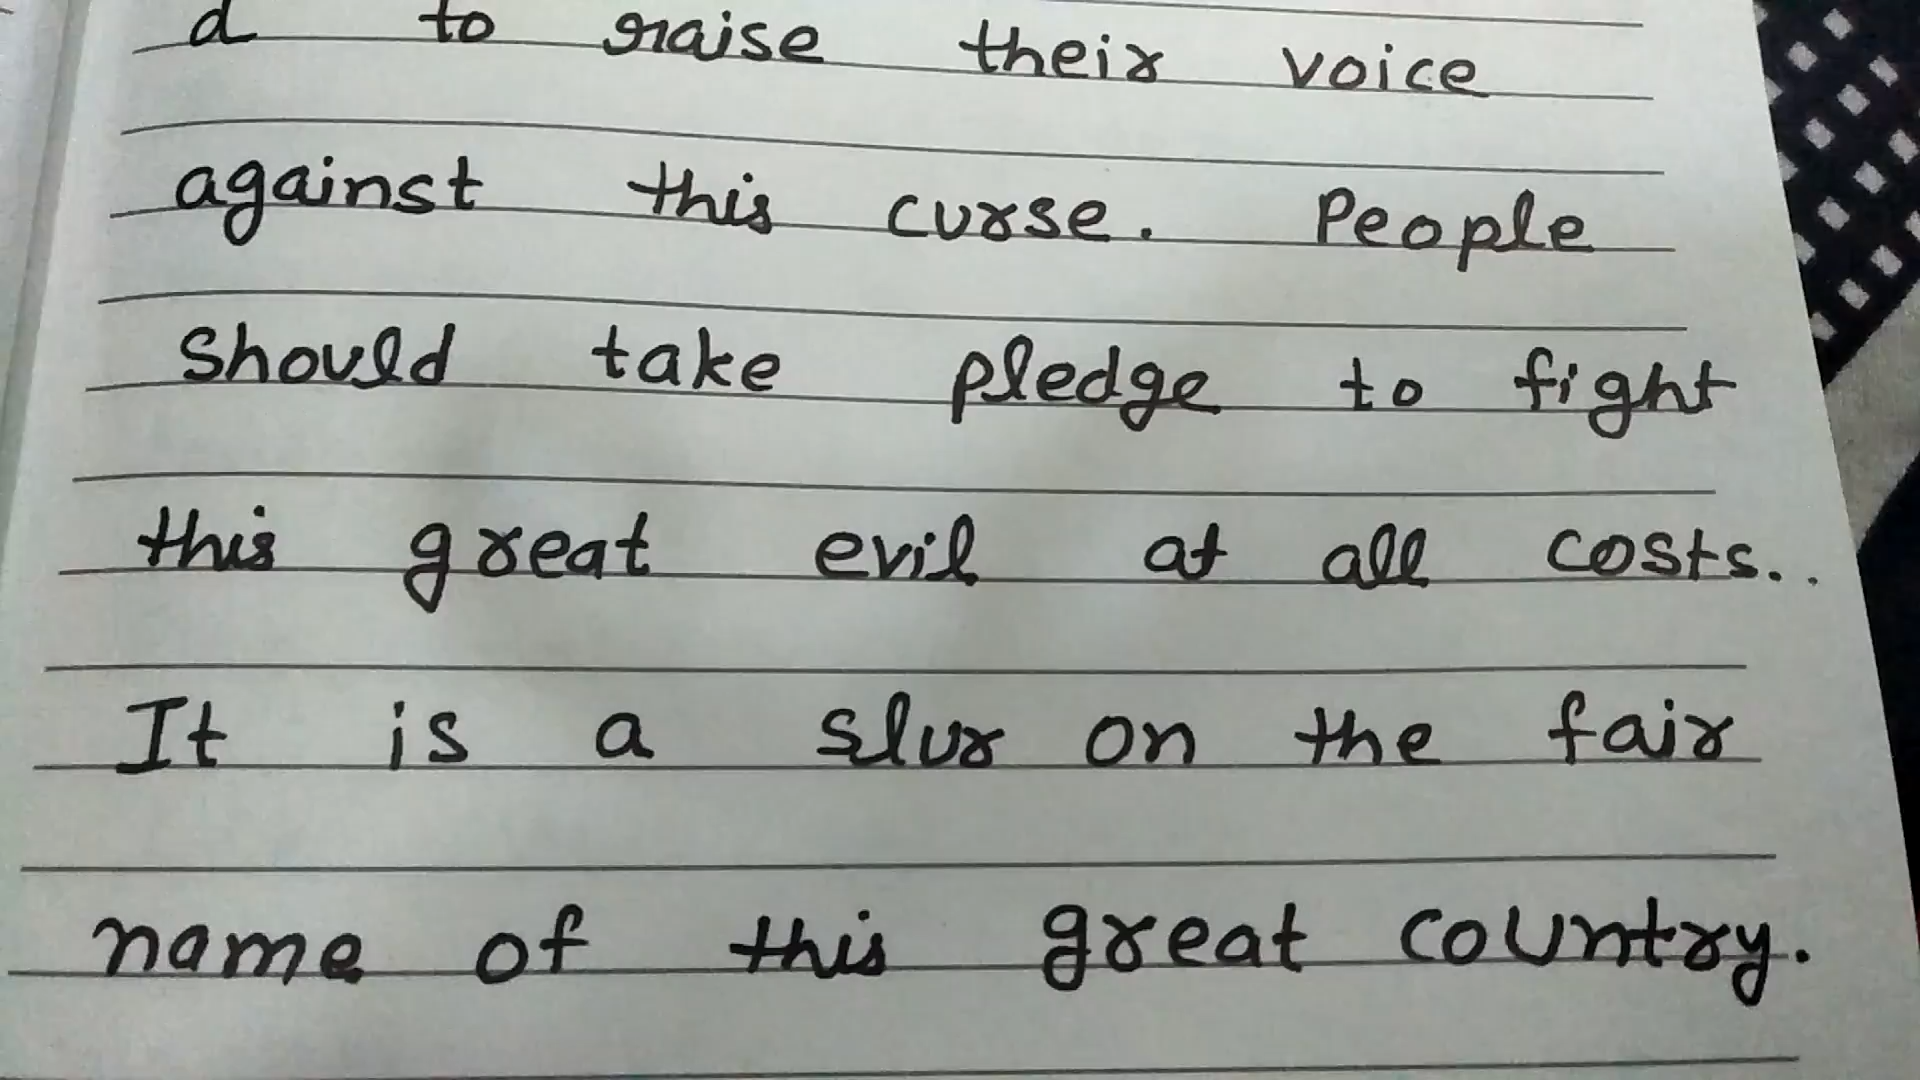 d to raise their voice
against this curse. People
should take pledge to fight
this great evil at all costs..
It is a slur on the fair
name of this great country.